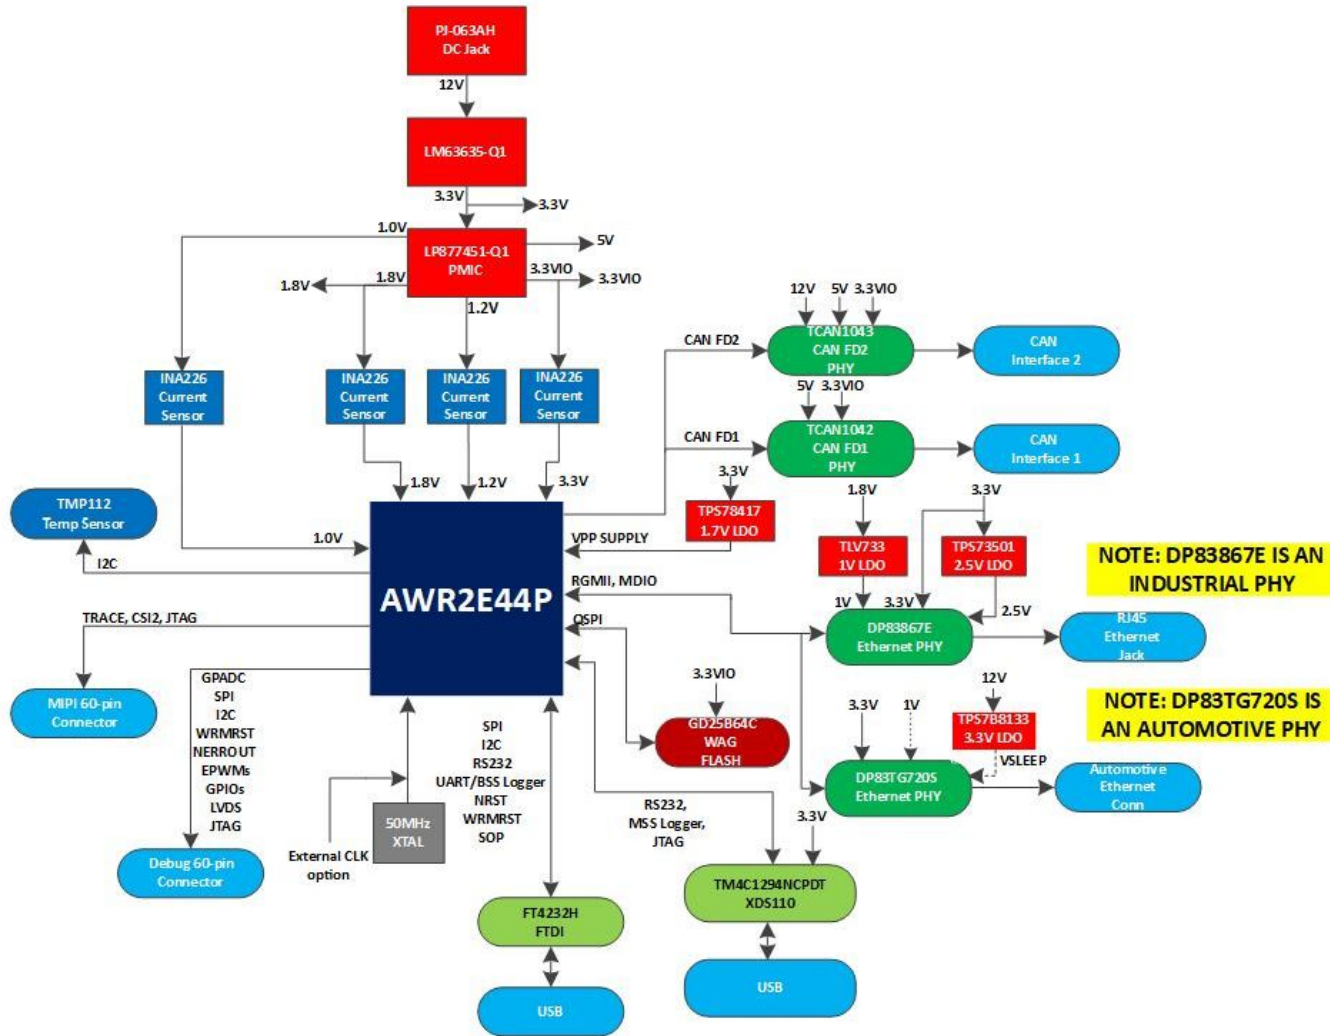 PJ-063AH
DC Jack
12V
LM63635-Q1
3.3V
3.3V
1.0V
LP877451-Q1
PMIC
5V
1.8V
1.8V
3.3VIO
3.3VIO
1.2V
INA226
Current
Sensor
INA226
Current
Sensor
INA226
Current
Sensor
INA226
Current
Sensor
12V
5V
3.3VIO
CAN FD2
TCAN1043
CAN FD2
PHY
CAN
Interface 2
5V
3.3VIO
CAN FD1
TCAN1042
CAN FD1
PHY
CAN
Interface 1
1.8V
1.2V
3.3V
3.3V
1.8V
3.3V
TMP112
Temp Sensor
I2C
1.0V
AWR2E44P
TPS78417
1.7V LDO
VPP SUPPLY
TLV733
1V LDO
TPS73501
2.5V LDO
NOTE: DP83867E IS AN
INDUSTRIAL PHY
RGMII, MDIO
1V
3.3V
2.5V
DP83867E
Ethernet PHY
RJ45
Ethernet
Jack
TRACE, CSI2, JTAG
QSPI
MIPI 60-pin
Connector
GPADC
SPI
I2C
WRMRST
NERROUT
EPWMs
GPIOs
LVDS
JTAG
Debug 60-pin
Connector
3.3VIO
GD25B64C
WAG
FLASH
12V
3.3V
1V
TPS7B8133
3.3V LDO
NOTE: DP83TG720S IS
AN AUTOMOTIVE PHY
VSLEEP
DP83TG720S
Ethernet PHY
Automotive
Ethernet
Conn
External CLK
option
50MHz
XTAL
SPI
I2C
RS232
UART/BSS Logger
NRST
WRMRST
SOP
RS232,
MSS Logger,
JTAG
3.3V
FT4232H
FTDI
TM4C1294NCPDT
XDS110
USB
USB